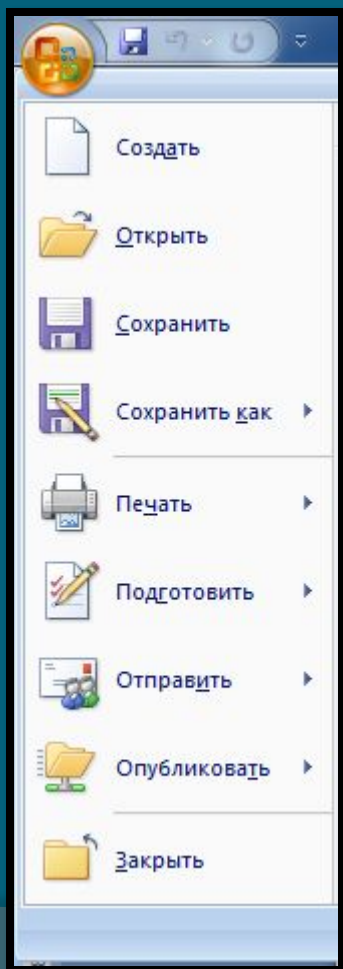 Создать
Открыть
Сохранить
Сохранить как
Печать
Подготовить
Отправить
Опубликовать
Закрыть